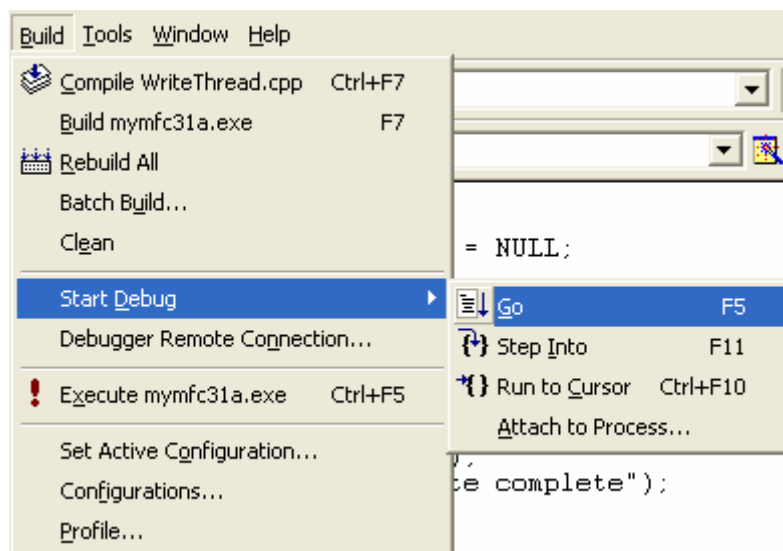 Build Tools Window Help
Compile WriteThread.cpp Ctrl+F7
Build mymfc31a.exe F7
Rebuild All
Batch Build...
Clean
= NULL;
Start Debug
Go F5
Debugger Remote Connection...
Step Into F11
Execute mymfc31a.exe Ctrl+F5
Run to Cursor Ctrl+F10
Attach to Process...
Set Active Configuration...
Configurations...
complete");
Profile...